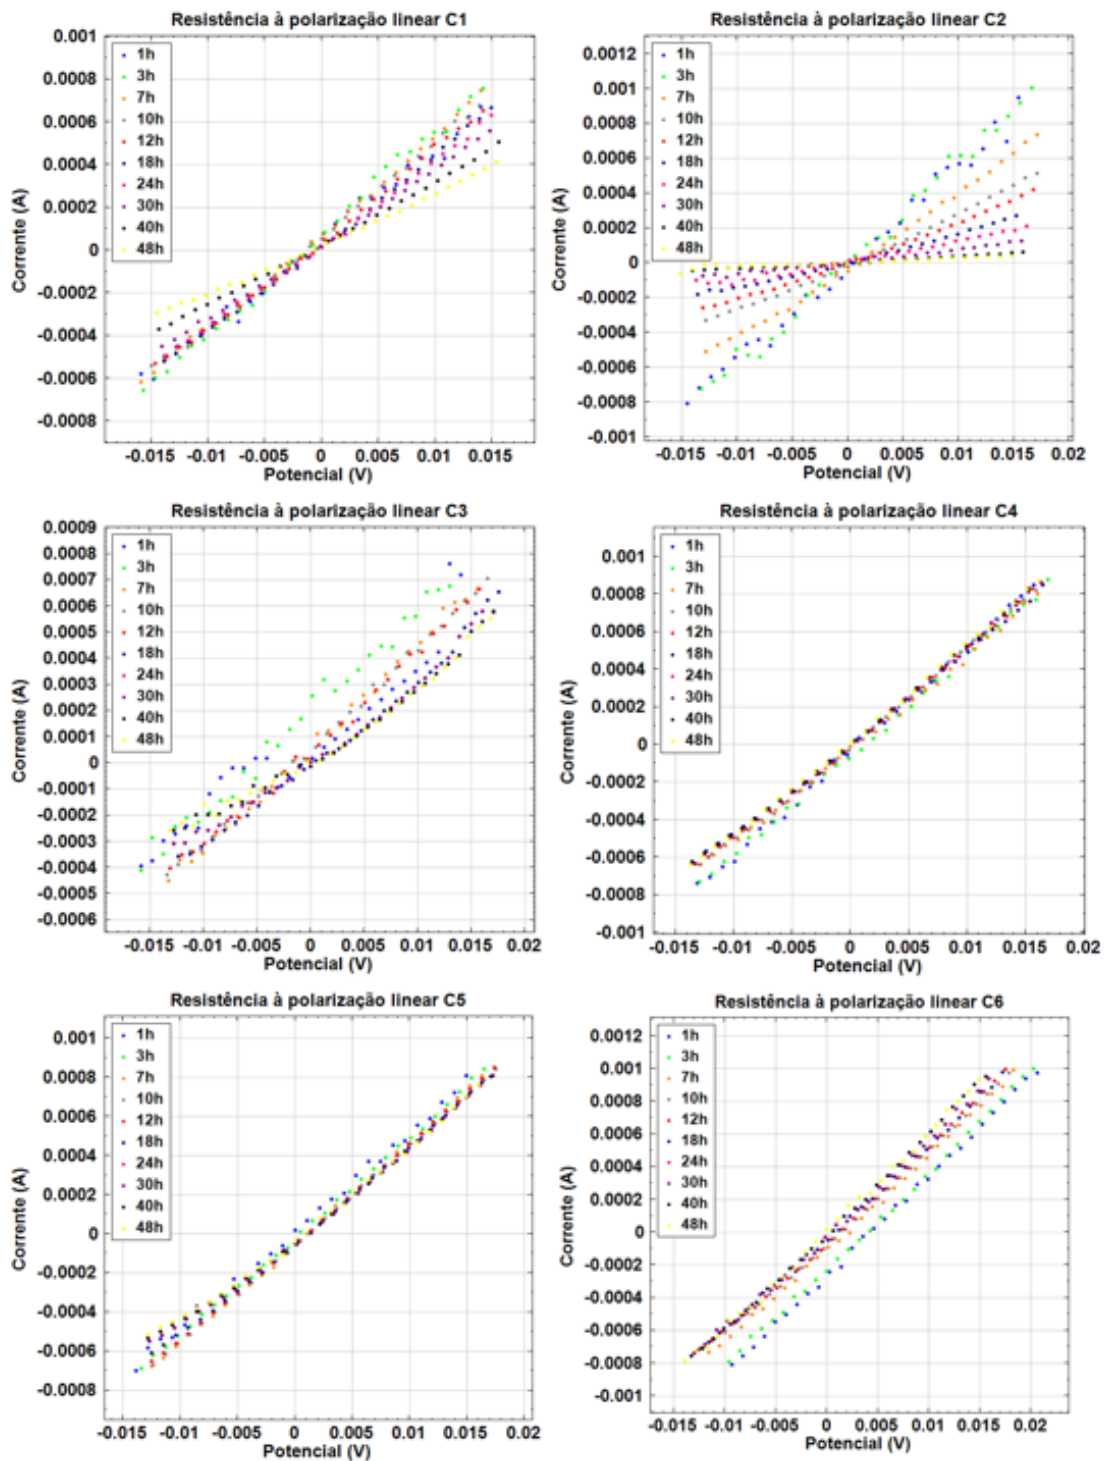 Resistência à polarização linear C1
0.001
0.0008
0.0006
0.0004
0.0002
0
-0.0002
-0.0004
-0.0006
-0.0008
Corrente (A)
1h
3h
7h
10h
12h
18h
24h
30h
40h
48h
-0.015 -0.01 -0.005 0 0.005 0.01 0.015
Potencial (V)
Resistência à polarização linear C2
0.0012
0.001
0.0008
0.0006
0.0004
0.0002
0
-0.0002
-0.0004
-0.0006
-0.0008
-0.001
Corrente (A)
1h
3h
7h
10h
12h
18h
24h
30h
40h
48h
-0.015 -0.01 -0.005 0 0.005 0.01 0.015 0.02
Potencial (V)
Resistência à polarização linear C3
0.0009
0.0008
0.0007
0.0006
0.0005
0.0004
0.0003
0.0002
0.0001
0
-0.0001
-0.0002
-0.0003
-0.0004
-0.0005
-0.0006
Corrente (A)
1h
3h
7h
10h
12h
18h
24h
30h
40h
48h
-0.015 -0.01 -0.005 0 0.005 0.01 0.015 0.02
Potencial (V)
Resistência à polarização linear C4
0.001
0.0008
0.0006
0.0004
0.0002
0
-0.0002
-0.0004
-0.0006
-0.0008
-0.001
Corrente (A)
1h
3h
7h
10h
12h
18h
24h
30h
40h
48h
-0.015 -0.01 -0.005 0 0.005 0.01 0.015 0.02
Potencial (V)
Resistência à polarização linear C5
0.001
0.0008
0.0006
0.0004
0.0002
0
-0.0002
-0.0004
-0.0006
-0.0008
Corrente (A)
1h
3h
7h
10h
12h
18h
24h
30h
40h
48h
-0.015 -0.01 -0.005 0 0.005 0.01 0.015 0.02
Potencial (V)
Resistência à polarização linear C6
0.0012
0.001
0.0008
0.0006
0.0004
0.0002
0
-0.0002
-0.0004
-0.0006
-0.0008
-0.001
Corrente (A)
1h
3h
7h
10h
12h
18h
24h
30h
40h
48h
-0.015 -0.01 -0.005 0 0.005 0.01 0.015 0.02
Potencial (V)